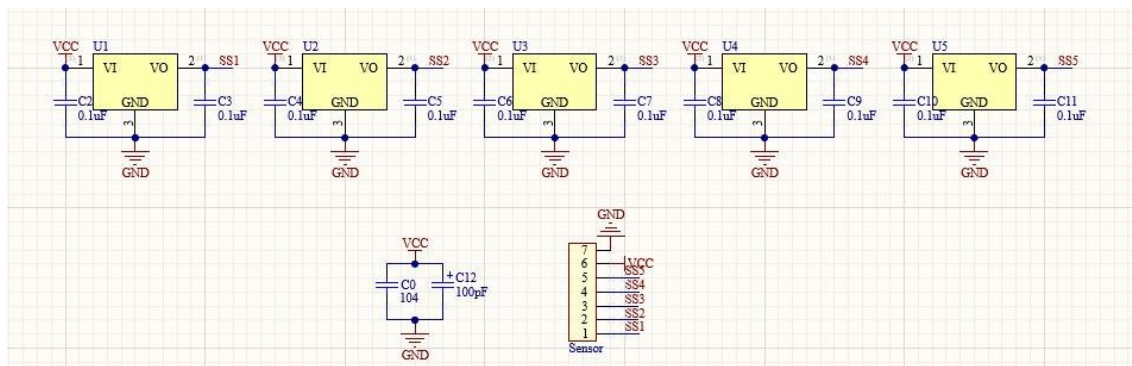 VCC U1 VCC U2 VCC U3 VCC U4 VCC U5
1 2 SS1 1 2 SS2 1 2 SS3 1 2 SS4 1 2 SS5
VI VO VI VO VI VO VI VO VI VO
C2 GND C3 C4 GND C5 C6 GND C7 C8 GND C9 C10 GND C11
0.1uF 0.1uF 0.1uF 0.1uF 0.1uF 0.1uF 0.1uF 0.1uF 0.1uF 0.1uF
3 3 3 3 3
GND GND GND GND GND
GND
VCC
7
6 VCC
5 SS5
4 SS4
3 SS3
2 SS2
1 SS1
Sensor
C0 + C12
104 100pF
GND